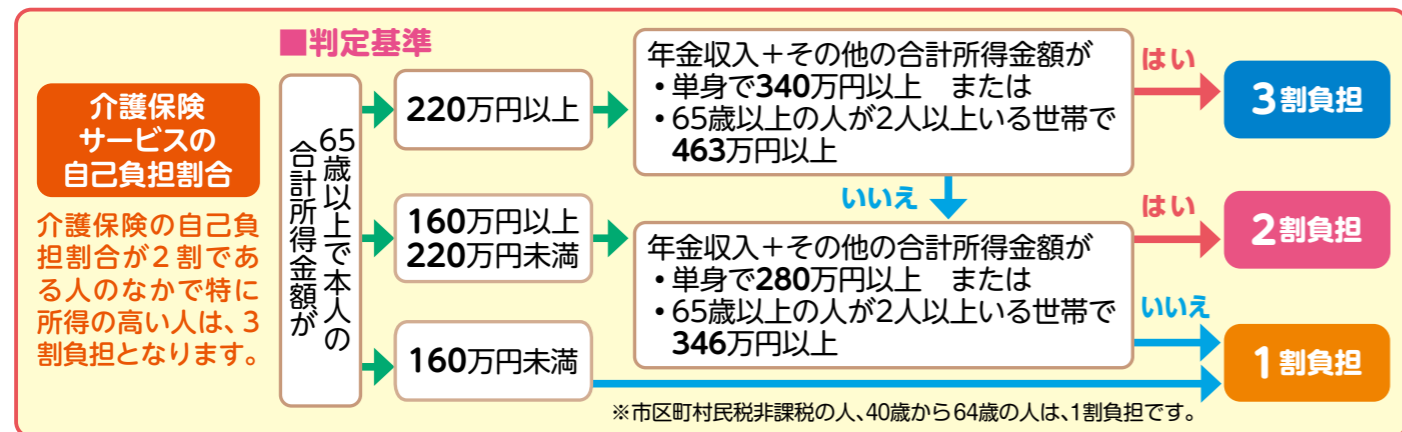 ■判定基準
介護保険
サービスの
自己負担割合
介護保険の自己負
担割合が2割であ
る人のなかで特に
所得の高い人は、3
割負担となります。
65歳以上で本人の
合計所得金額が
220万円以上
160万円以上
220万円未満
160万円未満
年金収入+その他の合計所得金額が
•単身で340万円以上　または
•65歳以上の人が2人以上いる世帯で
463万円以上
はい
3割負担
いいえ
年金収入+その他の合計所得金額が
•単身で280万円以上　または
•65歳以上の人が2人以上いる世帯で
346万円以上
はい
2割負担
いいえ
1割負担
※市区町村民税非課税の人、40歳から64歳の人は、1割負担です。